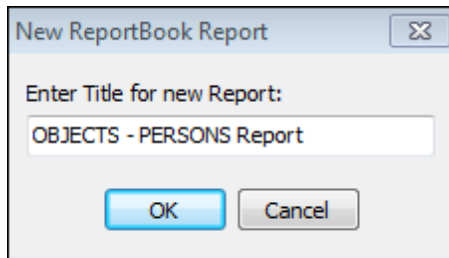 New ReportBook Report
Enter Title for new Report:
OBJECTS - PERSONS Report
OK Cancel